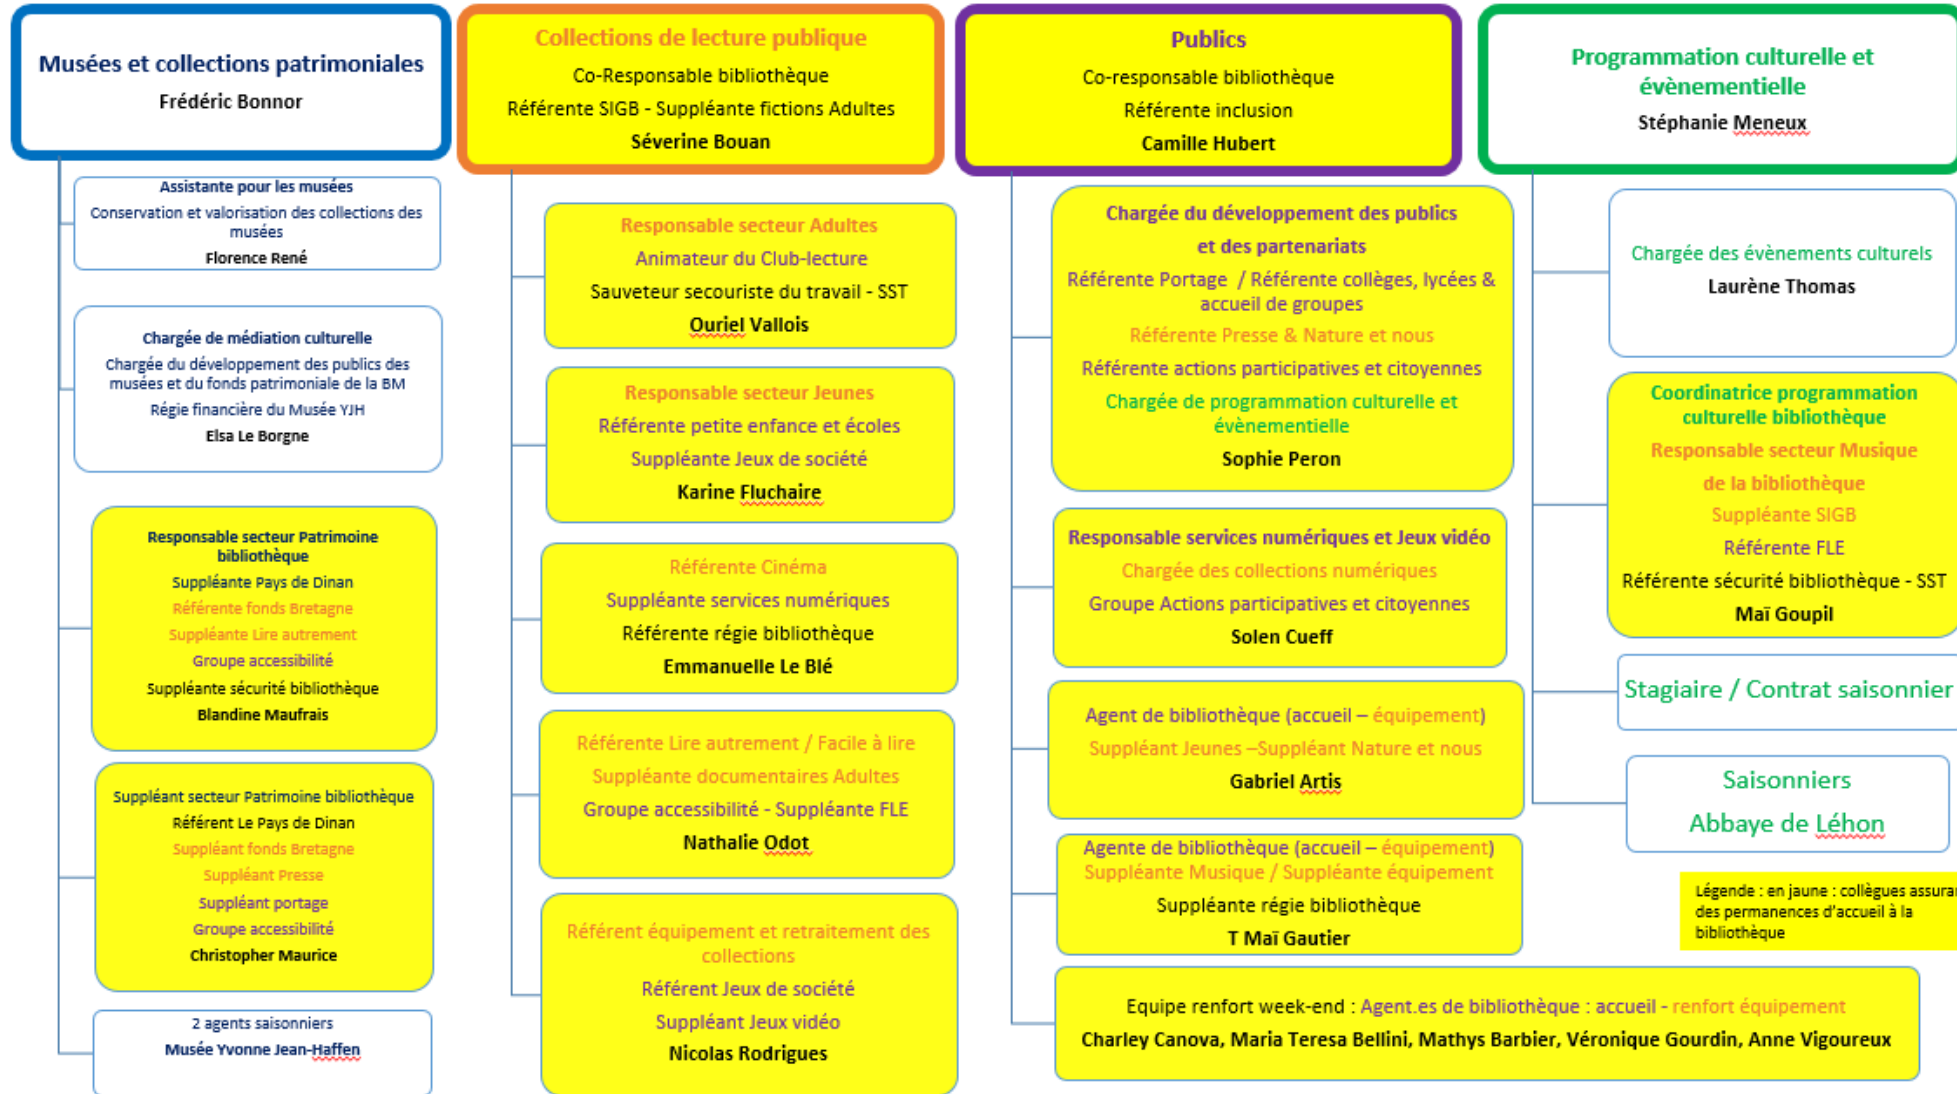 Musées et collections patrimoniales
Frédéric Bonnor
Assistante pour les musées
Conservation et valorisation des collections des
musées
Florence René
Chargée de médiation culturelle
Chargée du développement des publics des
musées et du fonds patrimoniale de la BM
Régie financière du Musée YJH
Elsa Le Borgne
Responsable secteur Patrimoine
bibliothèque
Suppléante Pays de Dinan
Référente fonds Bretagne
Suppléante Lire autrement
Groupe accessibilité
Suppléante sécurité bibliothèque
Blandine Maufrais
Suppléant secteur Patrimoine bibliothèque
Référent Le Pays de Dinan
Suppléant fonds Bretagne
Suppléant Presse
Suppléant portage
Groupe accessibilité
Christopher Maurice
2 agents saisonniers
Musée Yvonne Jean-Haffen
Collections de lecture publique
Co-Responsable bibliothèque
Référente SIGB - Suppléante fictions Adultes
Séverine Bouan
Responsable secteur Adultes
Animateur du Club-lecture
Sauveteur secouriste du travail - SST
Ouriel Vallois
Responsable secteur Jeunes
Référente petite enfance et écoles
Suppléante Jeux de société
Karine Fluchaire
Référente Cinéma
Suppléante services numériques
Référente régie bibliothèque
Emmanuelle Le Blé
Référente Lire autrement / Facile à lire
Suppléante documentaires Adultes
Groupe accessibilité - Suppléante FLE
Nathalie Odot
Référent équipement et retraitement des
collections
Référent Jeux de société
Suppléant Jeux vidéo
Nicolas Rodrigues
Publics
Co-responsable bibliothèque
Référente inclusion
Camille Hubert
Chargée du développement des publics
et des partenariats
Référente Portage / Référente collèges, lycées &
accueil de groupes
Référente Presse & Nature et nous
Référente actions participatives et citoyennes
Chargée de programmation culturelle et
évènementielle
Sophie Peron
Responsable services numériques et Jeux vidéo
Chargée des collections numériques
Groupe Actions participatives et citoyennes
Solen Cueff
Agent de bibliothèque (accueil – équipement)
Suppléant Jeunes –Suppléant Nature et nous
Gabriel Artis
Agente de bibliothèque (accueil – équipement)
Suppléante Musique / Suppléante équipement
Suppléante régie bibliothèque
T Maï Gautier
Equipe renfort week-end : Agent.es de bibliothèque : accueil - renfort équipement
Charley Canova, Maria Teresa Bellini, Mathys Barbier, Véronique Gourdin, Anne Vigoureux
Programmation culturelle et
évènementielle
Stéphanie Meneux
Chargée des évènements culturels
Laurène Thomas
Coordinatrice programmation
culturelle bibliothèque
Responsable secteur Musique
de la bibliothèque
Suppléante SIGB
Référente FLE
Référente sécurité bibliothèque - SST
Maï Goupil
Stagiaire / Contrat saisonnier
Saisonniers
Abbaye de Léhon
Légende : en jaune : collègues
des permanences d'accueil à la
bibliothèque